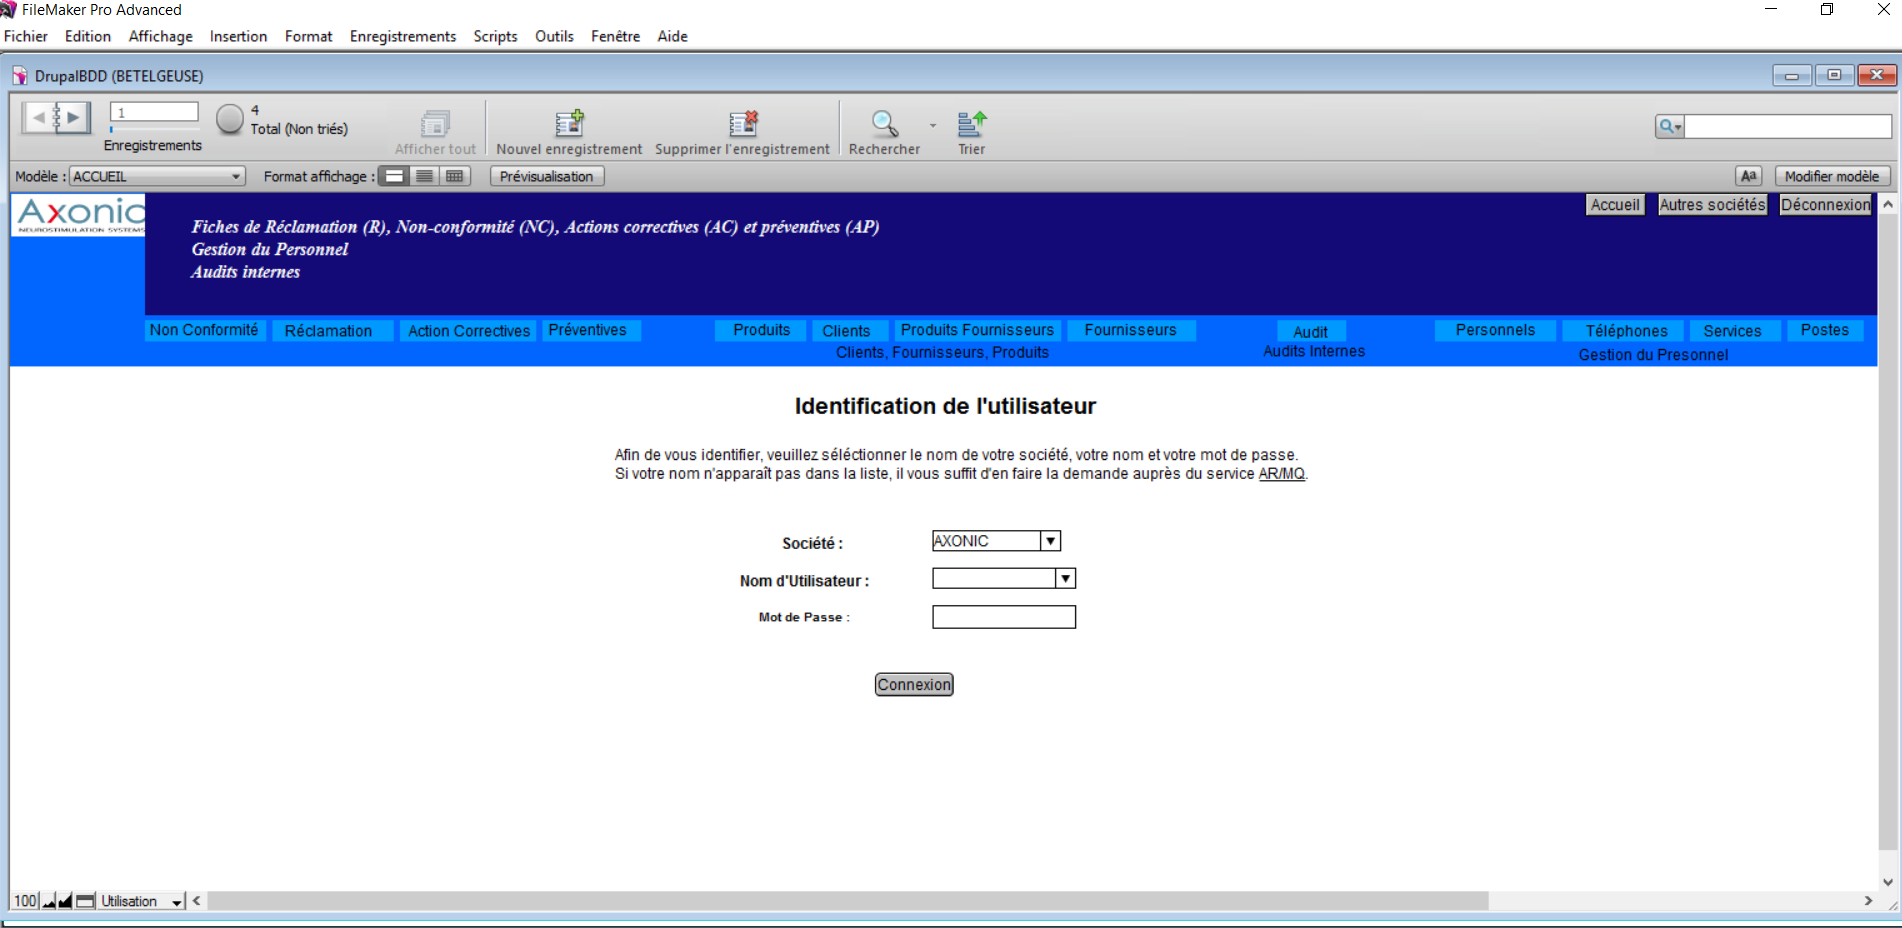 FileMaker Pro Advanced
Fichier Edition Affichage Insertion Format Enregistrements Scripts Outils Fenêtre Aide
DrupalBDD (BETELGEUSE)
1
Enregistrements
4
Total (Non triés)
Afficher tout
Nouvel enregistrement
Supprimer l'enregistrement
Rechercher
Trier
Modèle : ACCUEIL
Format affichage :
Prévisualisation
Aa
Modifier modèle
Axonic
NEUROSTIMULATION SYSTEMS
Fiches de Réclamation (R), Non-conformité (NC), Actions correctives (AC) et préventives (AP)
Gestion du Personnel
Audits internes
Accueil
Autres sociétés
Déconnexion
Non Conformité
Réclamation
Action Correctives
Préventives
Produits
Clients
Produits Fournisseurs
Fournisseurs
Clients, Fournisseurs, Produits
Audit
Audits Internes
Personnels
Téléphones
Services
Postes
Gestion du Presonnel
Identification de l'utilisateur
Afin de vous identifier, veuillez séléctionner le nom de votre société, votre nom et votre mot de passe.
Si votre nom n'apparaît pas dans la liste, il vous suffit d'en faire la demande auprès du service AR/MQ.
Société : AXONIC
Nom d'Utilisateur :
Mot de Passe :
Connexion
100
Utilisation